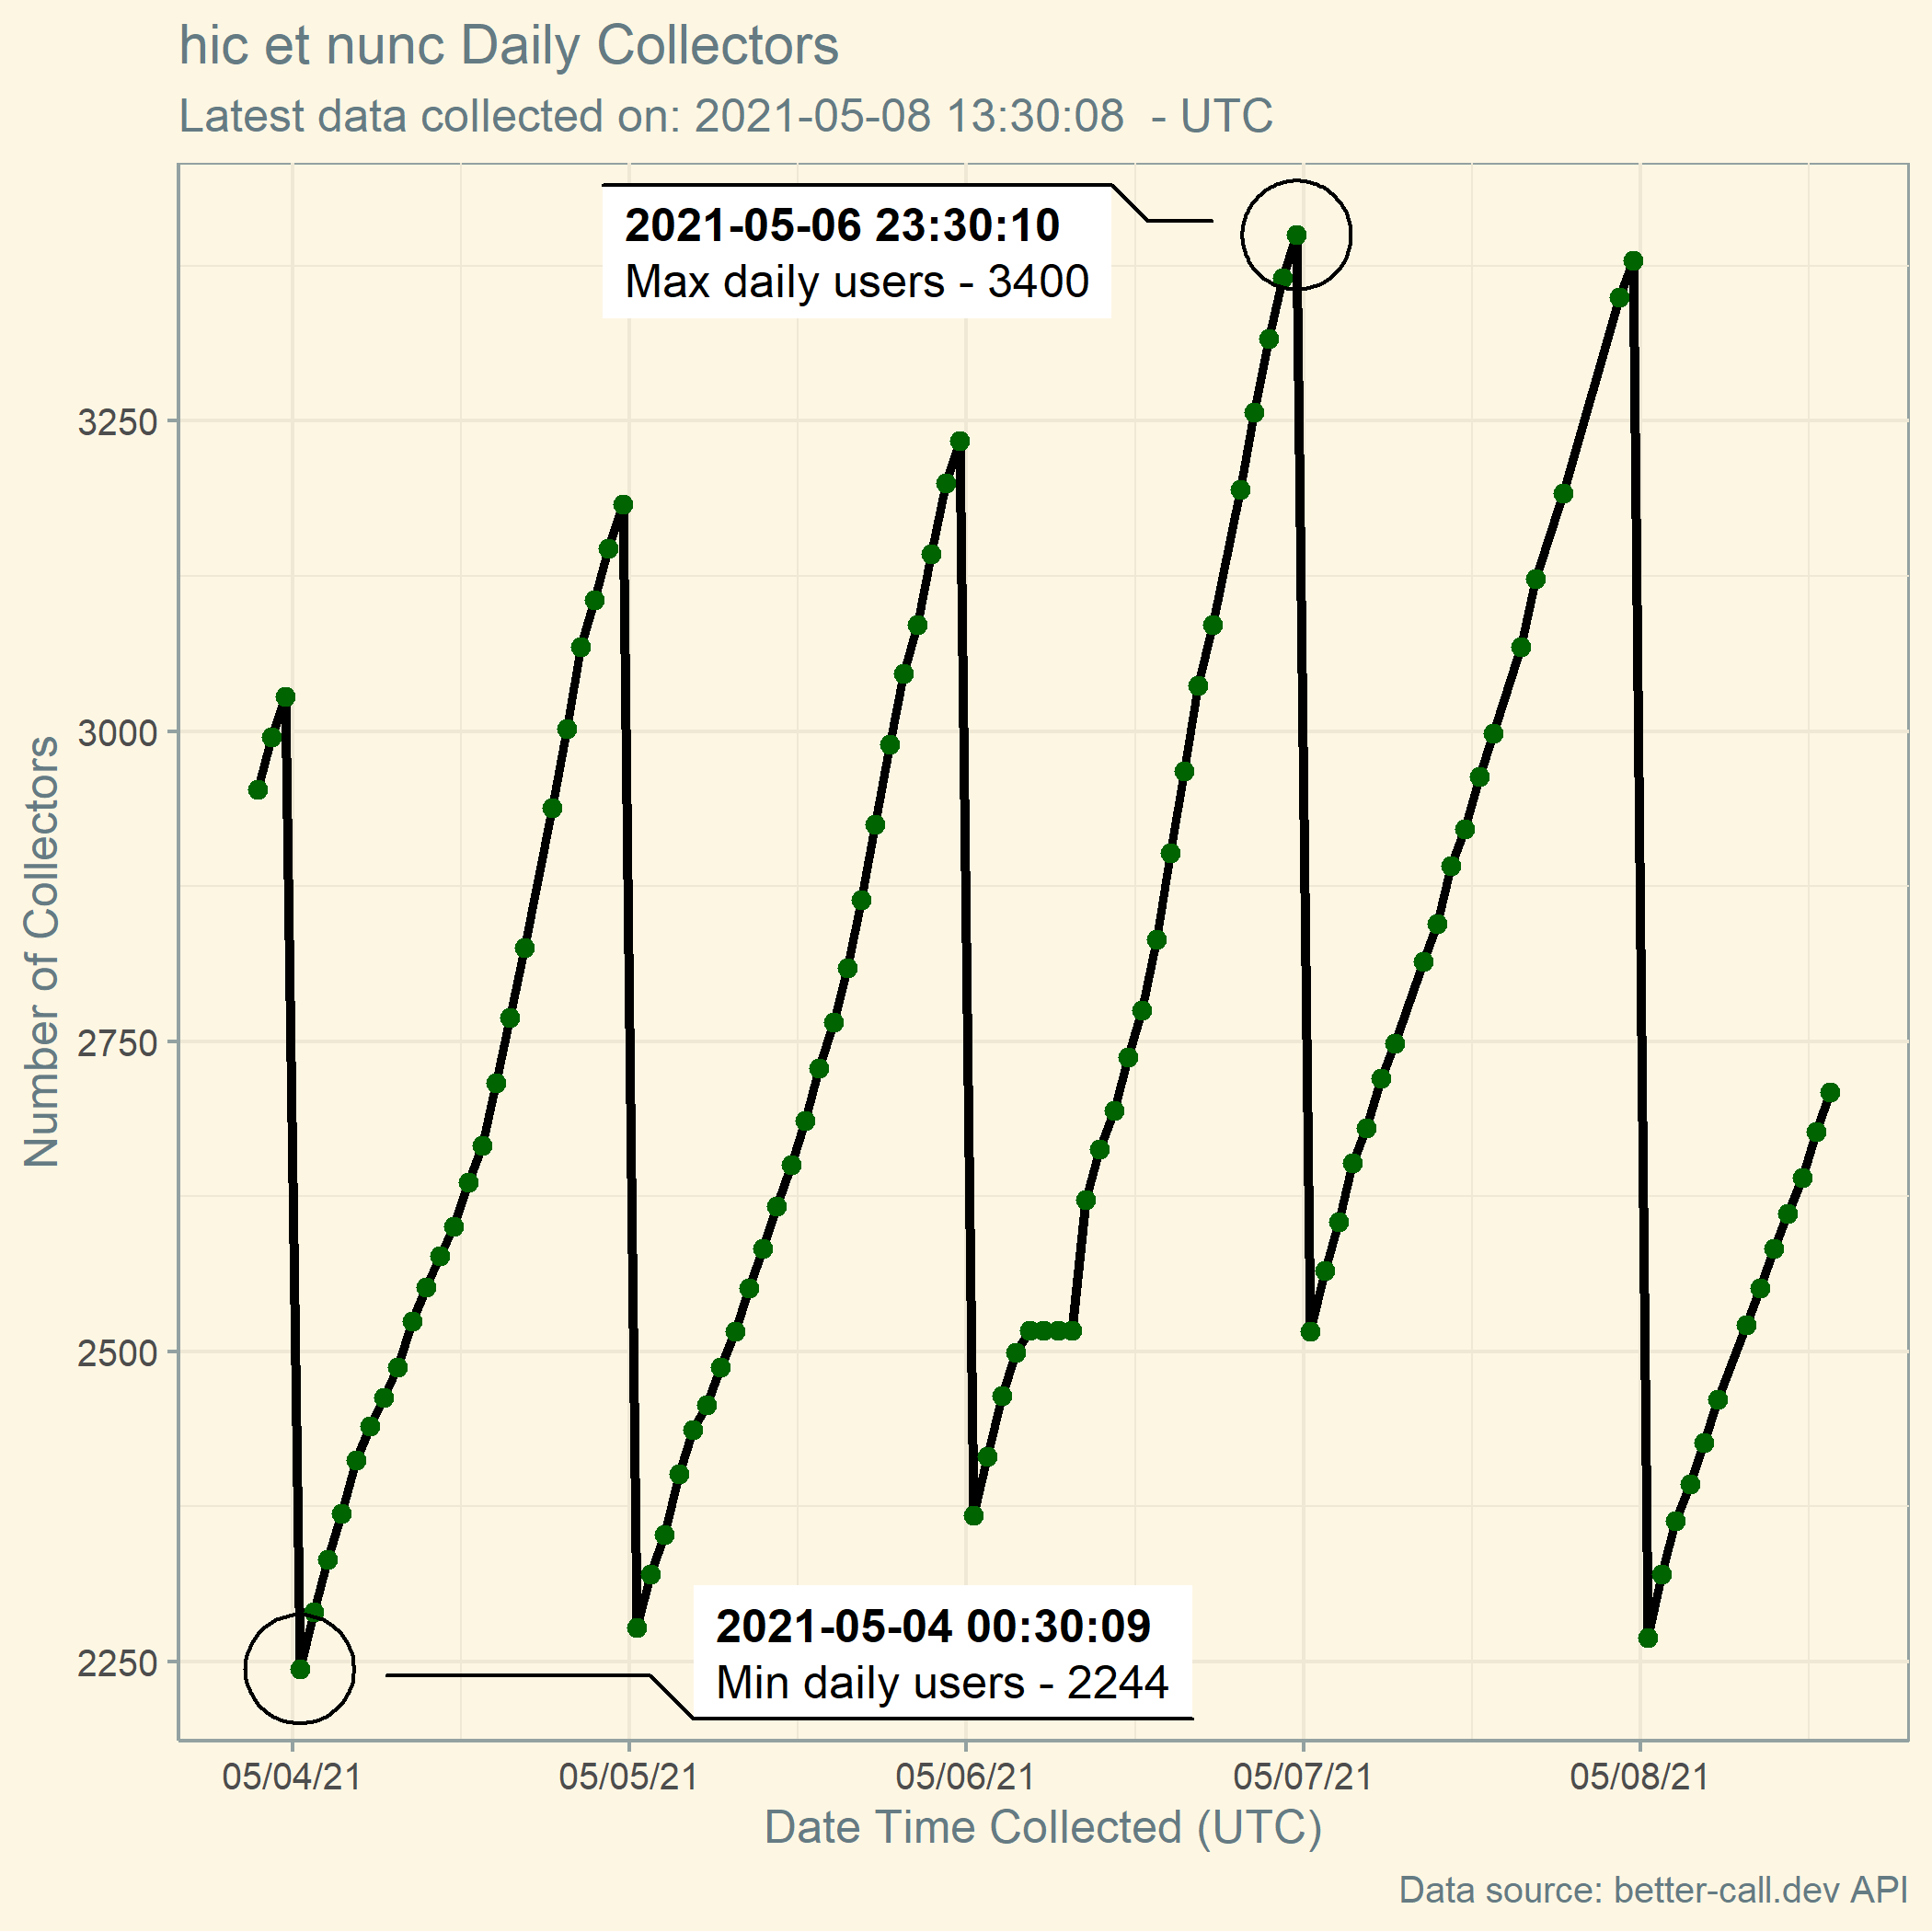 hic et nunc Daily Collectors
Latest data collected on: 2021-05-08 13:30:08  - UTC
2021-05-06 23:30:10
Max daily users - 3400
3250
3000
2750
2500
2250
Number of Collectors
2021-05-04 00:30:09
Min daily users - 2244
05/04/21 05/05/21 05/06/21 05/07/21 05/08/21
Date Time Collected (UTC)
Data source: better-call.dev API